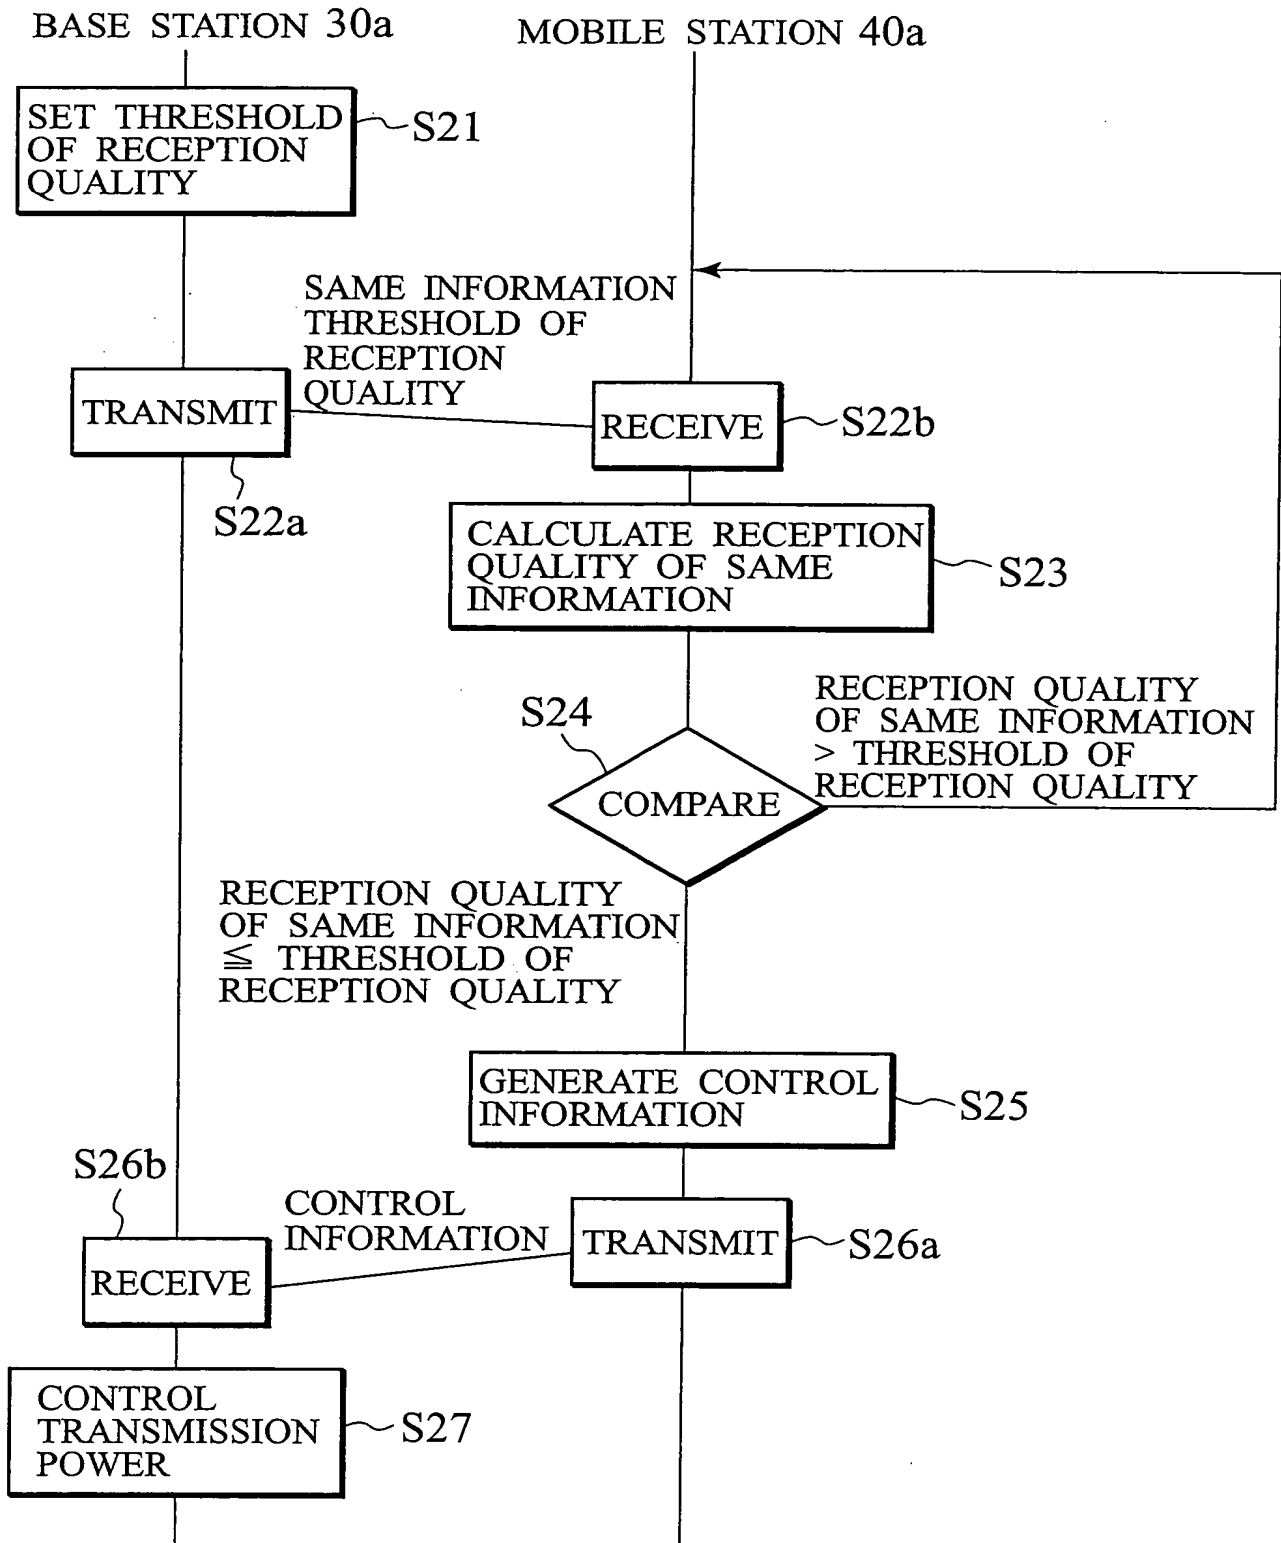 BASE STATION 30a
MOBILE STATION 40a
SET THRESHOLD
OF RECEPTION
QUALITY
S21
SAME INFORMATION
THRESHOLD OF
RECEPTION
QUALITY
TRANSMIT
S22a
RECEIVE
S22b
CALCULATE RECEPTION
QUALITY OF SAME
INFORMATION
S23
S24
COMPARE
RECEPTION QUALITY
OF SAME INFORMATION
> THRESHOLD OF
RECEPTION QUALITY
RECEPTION QUALITY
OF SAME INFORMATION
≦ THRESHOLD OF
RECEPTION QUALITY
GENERATE CONTROL
INFORMATION
S25
S26b
CONTROL
INFORMATION
TRANSMIT
S26a
RECEIVE
CONTROL
TRANSMISSION
POWER
S27